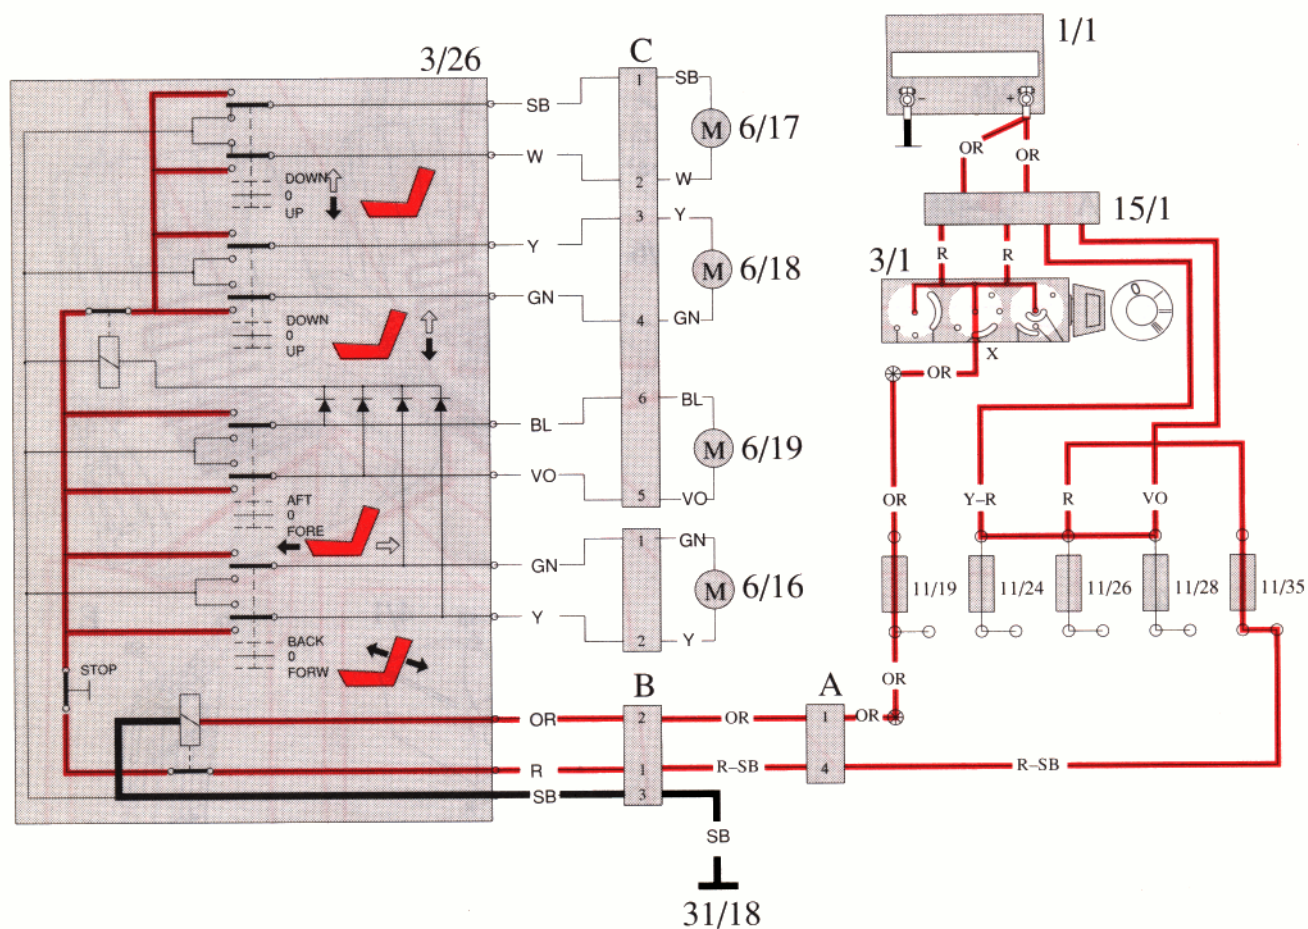 3/26
C
1/1
SB
1
SB
M
6/17
-
+
OR
OR
W
2
W
DOWN
0
UP
15/1
3
Y
Y
M
6/18
R
R
3/1
0
GN
4
GN
DOWN
0
UP
X
OR
6
BL
BL
M
6/19
VO
5
VO
OR
Y–R
R
VO
AFT
0
FORE
1
GN
GN
M
6/16
11/19
11/24
11/26
11/28
11/35
Y
2
Y
BACK
0
FORW
STOP
B
A
OR
OR
2
OR
1
OR
R
1
R–SB
4
R–SB
SB
3
SB
31/18